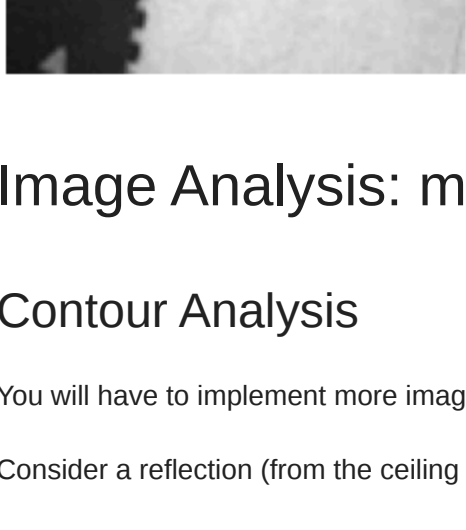 Image Analysis: m
Contour Analysis
You will have to implement more imag
Consider a reflection (from the ceiling